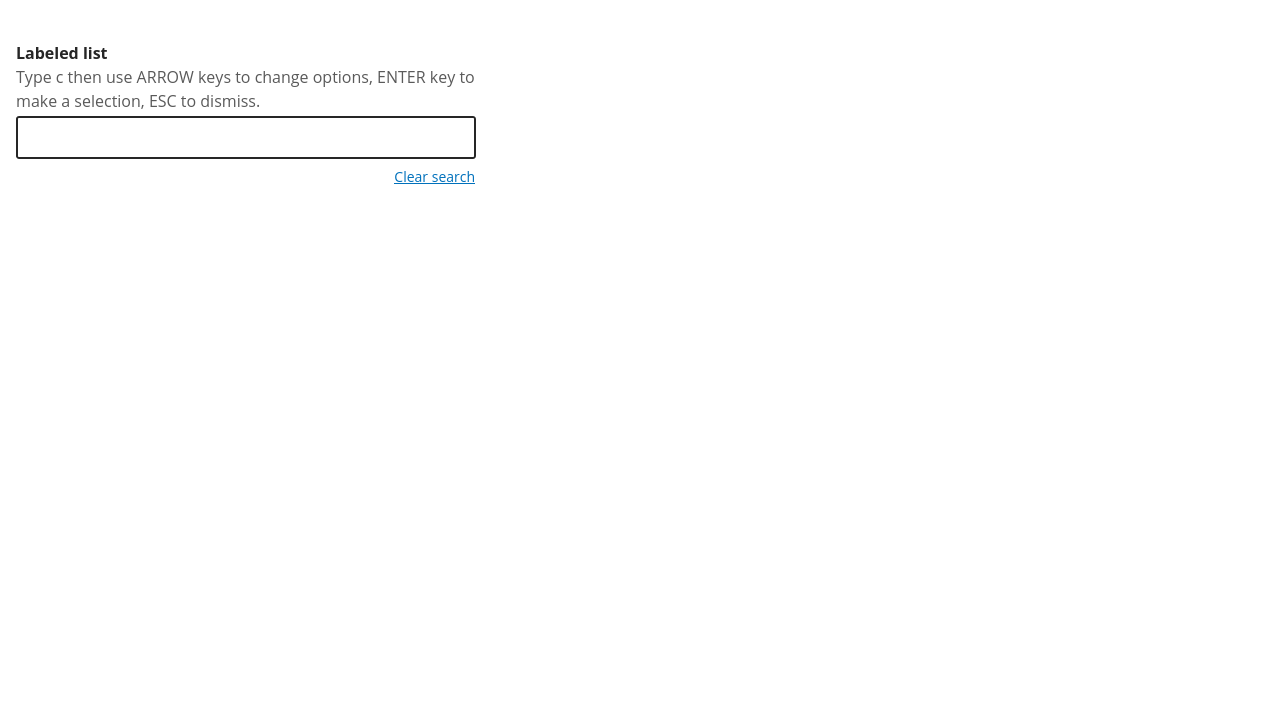 Labeled list
Type c then use ARROW keys to change options, ENTER key to
make a selection, ESC to dismiss.
Clear search